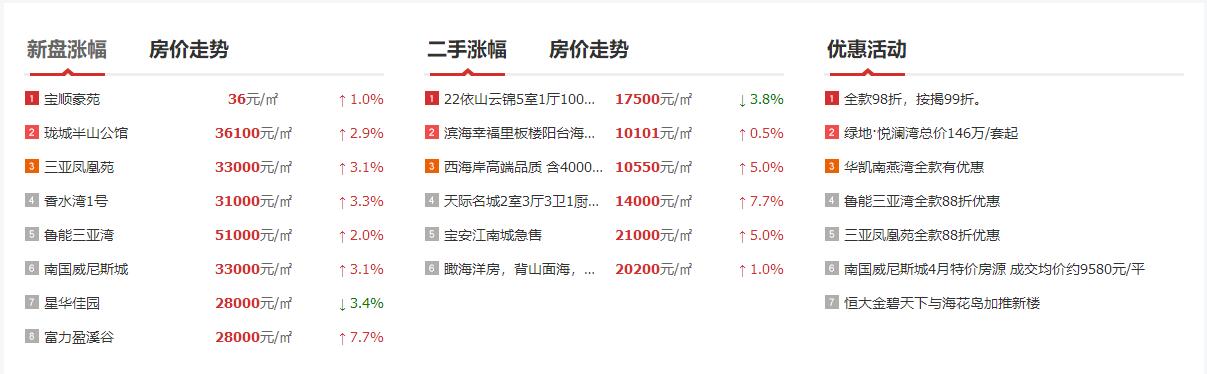 新盘涨幅 房价走势
1 宝顺豪苑 36元/㎡ ↑1.0%
2 珑城半山公馆 36100元/㎡ ↑2.9%
3 三亚凤凰苑 33000元/㎡ ↑3.1%
4 香水湾1号 31000元/㎡ ↑3.3%
5 鲁能三亚湾 51000元/㎡ ↑2.0%
6 南国威尼斯城 33000元/㎡ ↑3.1%
7 星华佳园 28000元/㎡ ↓3.4%
8 富力盈溪谷 28000元/㎡ ↑7.7%
二手涨幅 房价走势
1 22依山云锦5室1厅100... 17500元/㎡ ↓3.8%
2 滨海幸福里板楼阳台海... 10101元/㎡ ↑0.5%
3 西海岸高端品质 含4000... 10550元/㎡ ↑5.0%
4 天际名城2室3厅3卫1厨... 14000元/㎡ ↑7.7%
5 宝安江南城急售 21000元/㎡ ↑5.0%
6 瞰海洋房，背山面海，... 20200元/㎡ ↑1.0%
优惠活动
1 全款98折，按揭99折。
2 绿地·悦澜湾总价146万/套起
3 华凯南燕湾全款有优惠
4 鲁能三亚湾全款88折优惠
5 三亚凤凰苑全款88折优惠
6 南国威尼斯城4月特价房源 成交均价约9580元/平
7 恒大金碧天下与海花岛加推新楼